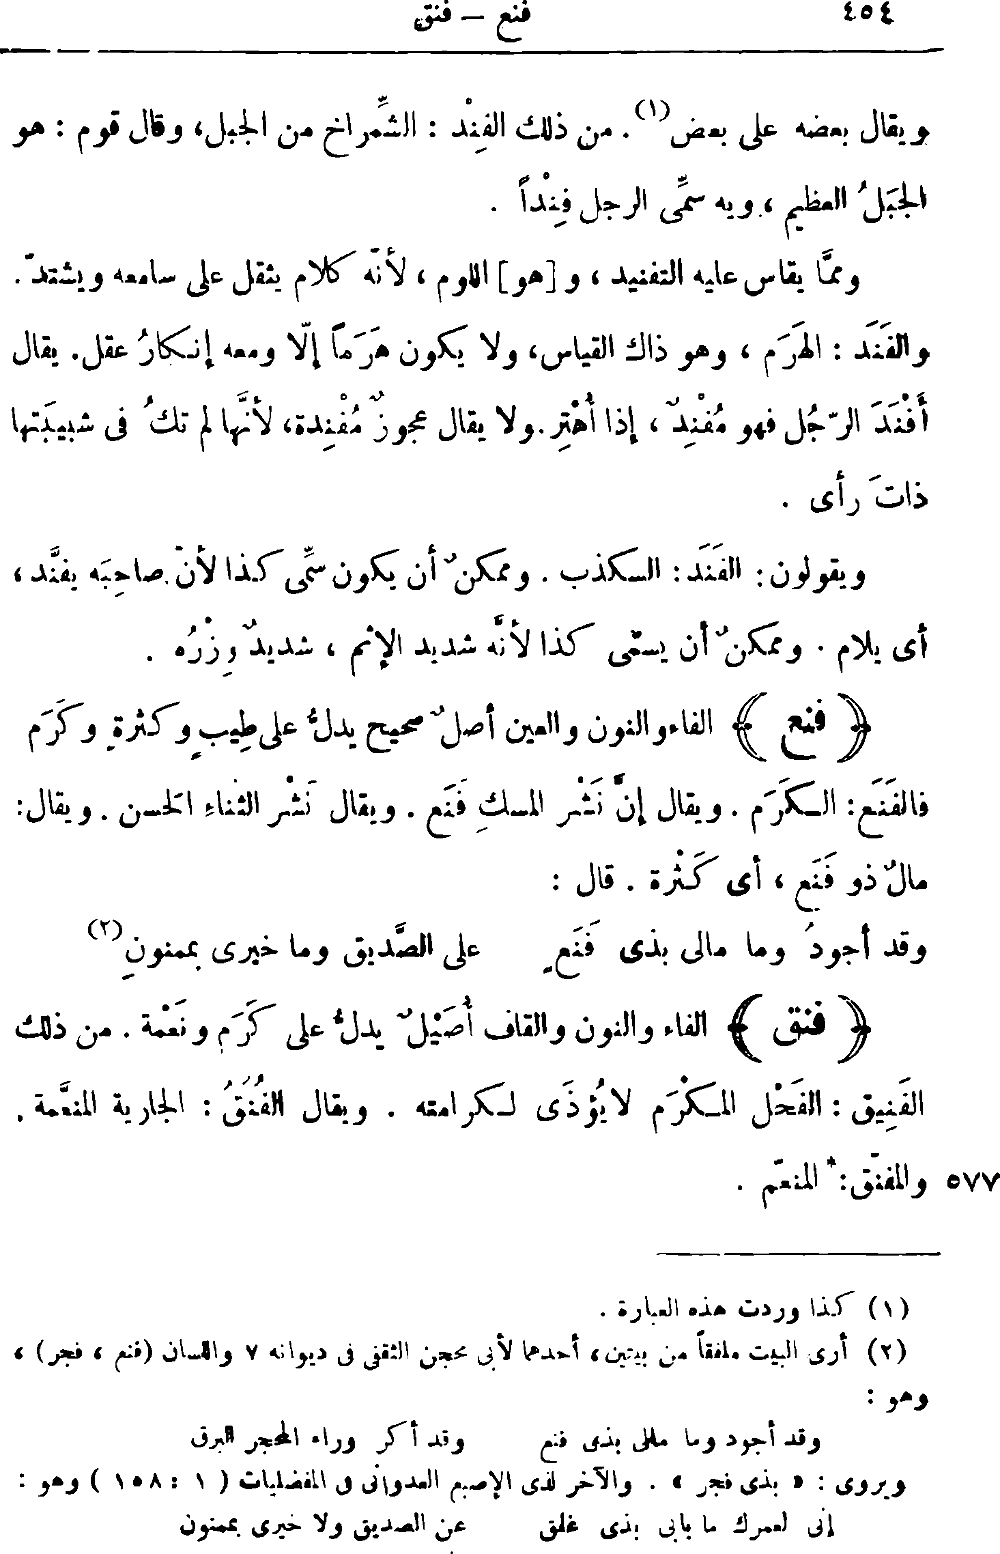 ٤٥٤ فنع — فنق
ويقال بعضه على بعض(١). من ذلك الفِنْد : الشِّمراخ من الجبل، وقال قوم : هو
الجَبَلُ العظيم ، وبه سمِّى الرجل فِنْداً .
وممَّا يقاس عليه التفنيد ، و [هو] اللوم ، لأنّه كلام يثقل على سامعه ويشتدّ.
والفَنَد : الهَرَم ، وهو ذاك القياس، ولا يكون هَرَماً إلّا ومعه إنكارُ عقل. يقال
أَفْنَدَ الرّجُل فهو مُفْنِدٌ ، إذا أُهْتِر. ولا يقال عجوزٌ مُفْنِدة، لأنَّها لم تكُ فى شبيبَتها
ذاتَ رأى .
ويقولون: الفَنَد: الكذب . وممكنٌ أن يكون سمِّى كذا لأنّ صاحِبَه يفنَّد،
أى يلام . وممكنٌ أن يسمّى كذا لأنَّه شديد الإثم ، شديدٌ وِزْرُه .
﴿ فنع ﴾ الفاء والنون والعين أصلٌ صحيح يدلُّ على طِيبٍ وكثرةٍ وكَرَم
فالفَنَع: الكَرَم . ويقال إنَّ نَشْر المسكِ فَنَع . ويقال نَشْر الثناءِ الحَسن . ويقال:
مالٌ ذو فَنَع ، أى كَثْرة . قال :
وقد أجودُ وما مالى بذى فَنَعٍ على الصَّديق وما خيرى بممنونِ(٢)
﴿ فنق ﴾ الفاء والنون والقاف أُصَيْلٌ يدلُّ على كَرَم ونَعْمة . من ذلك
الفَنِيق : الفَحْل المكْرَم لا يُؤذَى لكرامته . ويقال الفُنُقُ : الجارية المنعَّمة .
٥٧٧ والمفنّق:* المنعّم .
(١) كذا وردت هذه العبارة .
(٢) أرى البيت ملفقاً من بيتين، أحدهما لأبى محجن الثقفى فى ديوانه ٧ واللسان (فنع ، فجر) ،
وهو :
وقد أجود وما مالى بذى فنع وقد أكر وراء المحجر البرق
ويروى : « بذى فجر » . والآخر لذى الإصبع العدوانى فى المفضليات ( ١ : ١٥٨ ) وهو :
إنى لعمرك ما بابى بذى غلق عن الصديق ولا خيرى بممنون